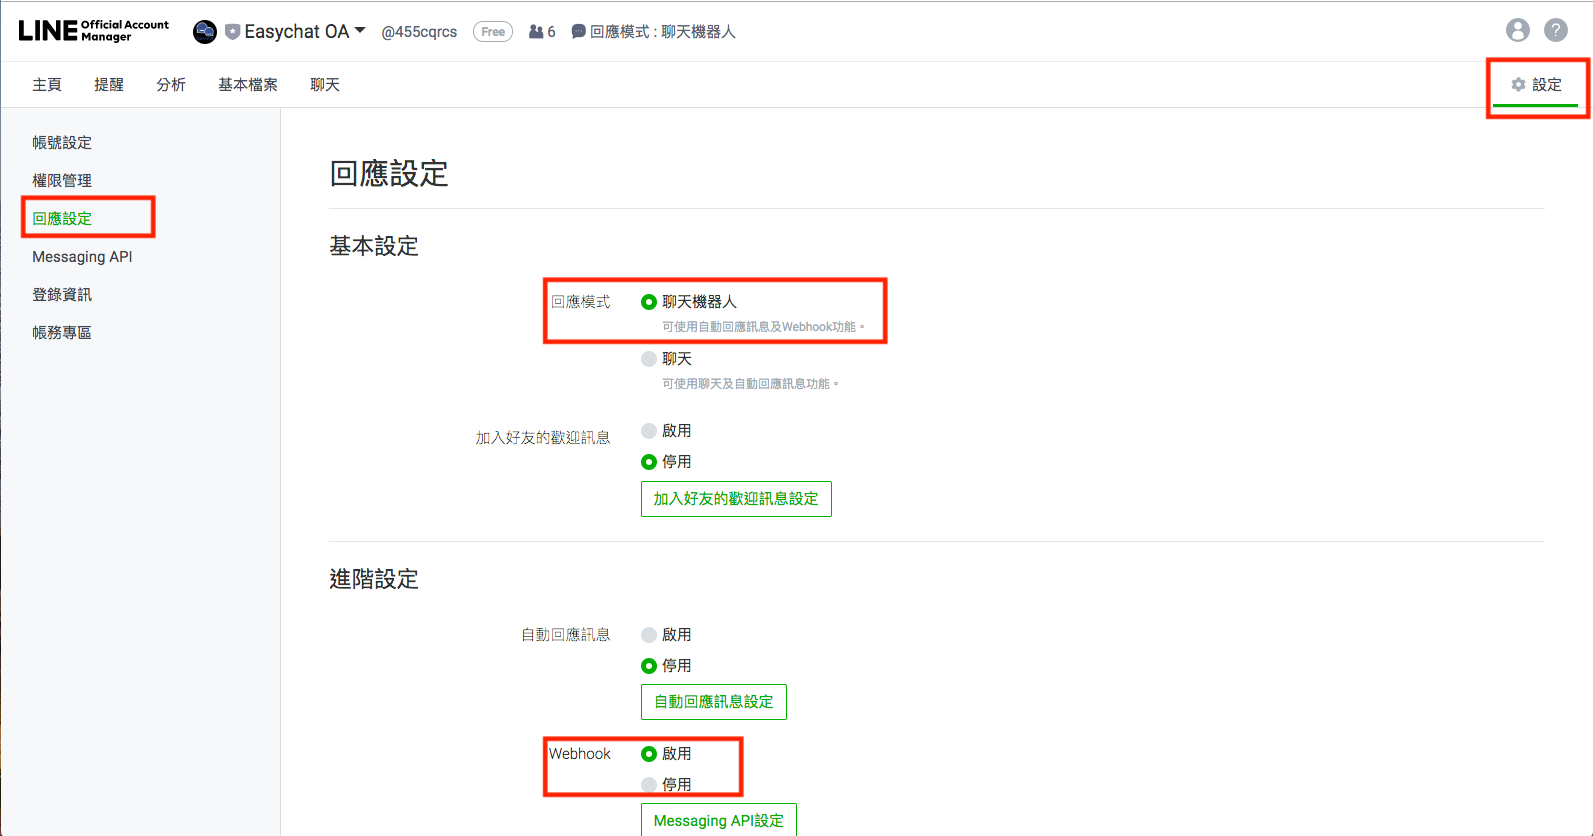 LINE Official Account Manager
Easychat OA @455cqrcs Free 6 回應模式 : 聊天機器人 ?
主頁 提醒 分析 基本檔案 聊天 設定
帳號設定
權限管理
回應設定
Messaging API
登錄資訊
帳務專區
回應設定
基本設定
回應模式 聊天機器人
可使用自動回應訊息及Webhook功能。
聊天
可使用聊天及自動回應訊息功能。
加入好友的歡迎訊息 啟用
停用
加入好友的歡迎訊息設定
進階設定
自動回應訊息 啟用
停用
自動回應訊息設定
Webhook 啟用
停用
Messaging API設定